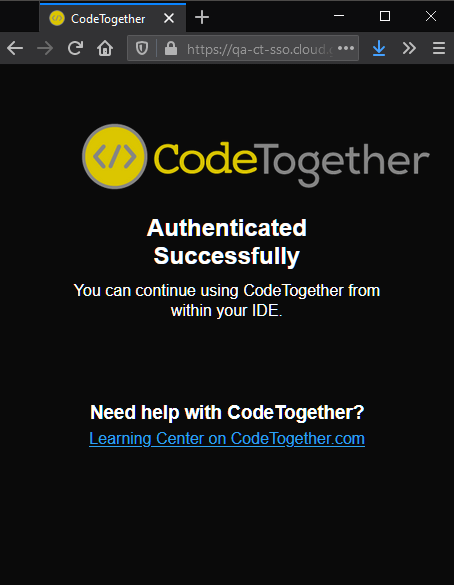 CodeTogether
https://qa-ct-sso.cloud.
</> CodeTogether
Authenticated
Successfully
You can continue using CodeTogether from
within your IDE.
Need help with CodeTogether?
Learning Center on CodeTogether.com